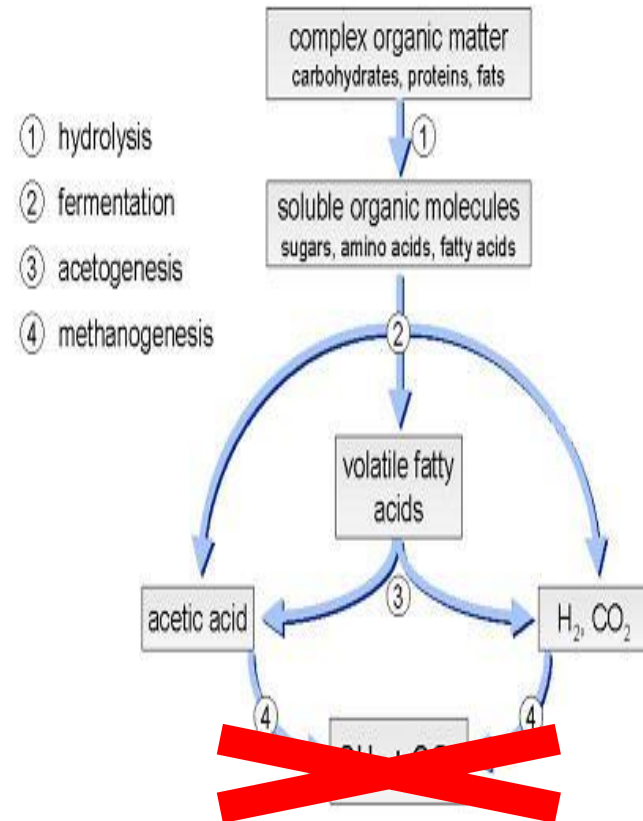 complex organic matter
carbohydrates, proteins, fats
① hydrolysis
② fermentation
③ acetogenesis
④ methanogenesis
①
soluble organic molecules
sugars, amino acids, fatty acids
②
volatile fatty
acids
③
acetic acid
H₂, CO₂
④
④